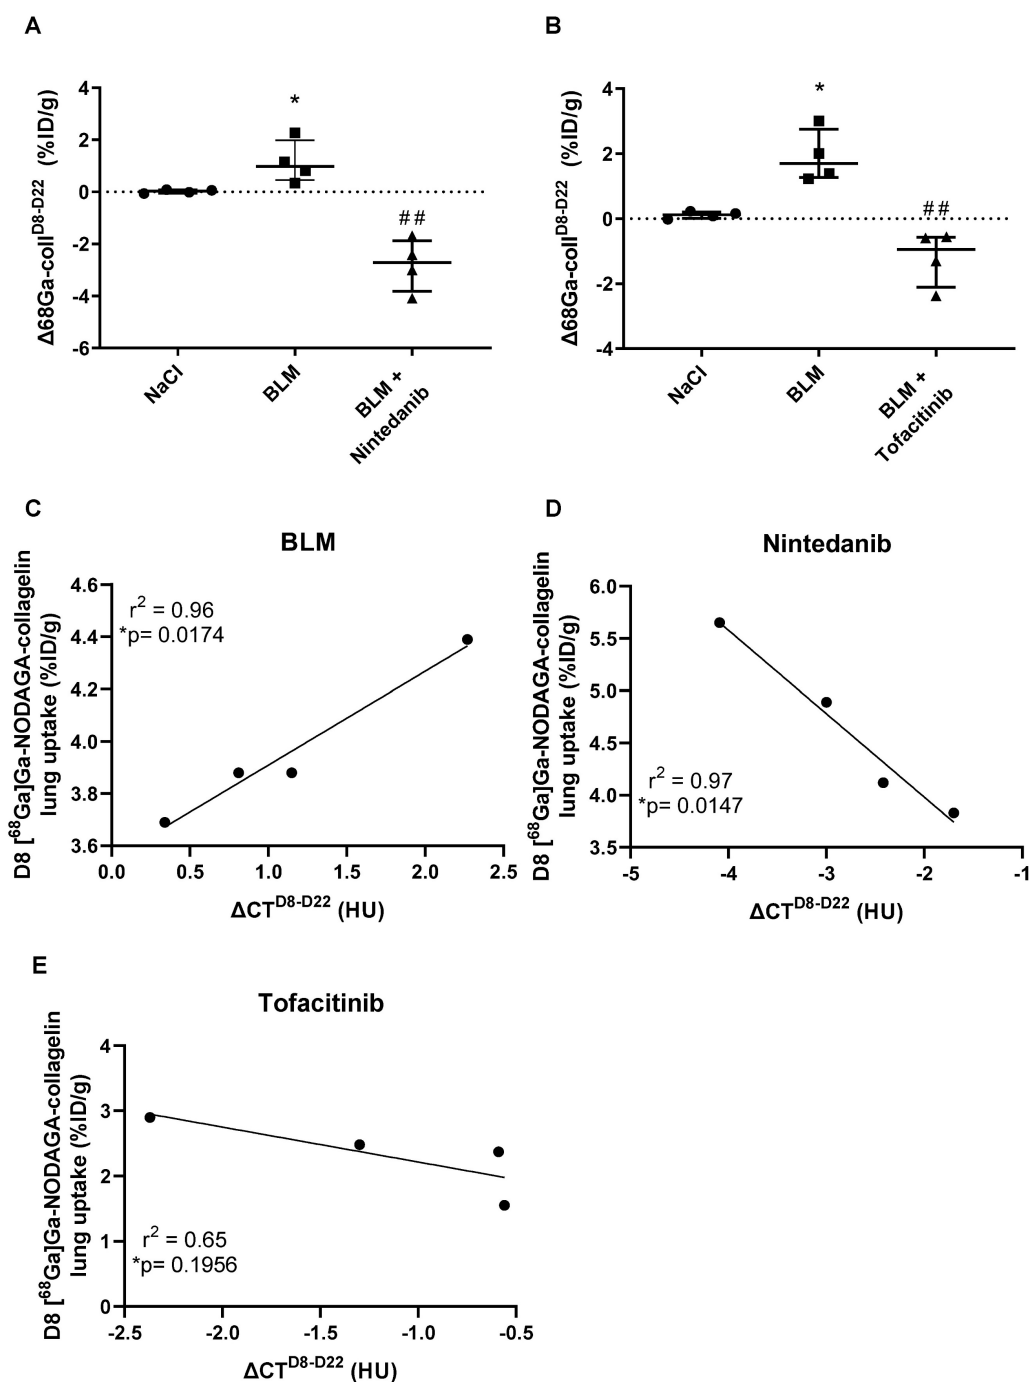 A
Δ68Ga-coll^D8-D22 (%ID/g)
4
2
0
-2
-4
-6
*
##
NaCl
BLM
BLM +
Nintedanib
B
Δ68Ga-coll^D8-D22 (%ID/g)
4
2
0
-2
-4
*
##
NaCl
BLM
BLM +
Tofacitinib
C
BLM
D8 [^68Ga]Ga-NODAGA-collagelin
lung uptake (%ID/g)
4.6
4.4
4.2
4.0
3.8
3.6
r^2 = 0.96
*p= 0.0174
0.0 0.5 1.0 1.5 2.0 2.5
ΔCT^D8-D22 (HU)
D
Nintedanib
D8 [^68Ga]Ga-NODAGA-collagelin
lung uptake (%ID/g)
6.0
5.5
5.0
4.5
4.0
3.5
r^2 = 0.97
*p= 0.0147
-5 -4 -3 -2 -1
ΔCT^D8-D22 (HU)
E
Tofacitinib
D8 [^68Ga]Ga-NODAGA-collagelin
lung uptake (%ID/g)
4
3
2
1
0
r^2 = 0.65
*p= 0.1956
-2.5 -2.0 -1.5 -1.0 -0.5
ΔCT^D8-D22 (HU)